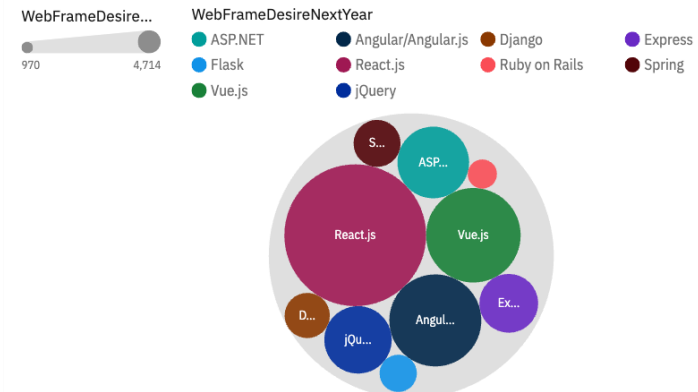 WebFrameDesire...
970 4,714
WebFrameDesireNextYear
ASP.NET Angular/Angular.js Django Express
Flask React.js Ruby on Rails Spring
Vue.js jQuery
S...
ASP...
React.js
Vue.js
Ex...
D...
Angul...
jQu...